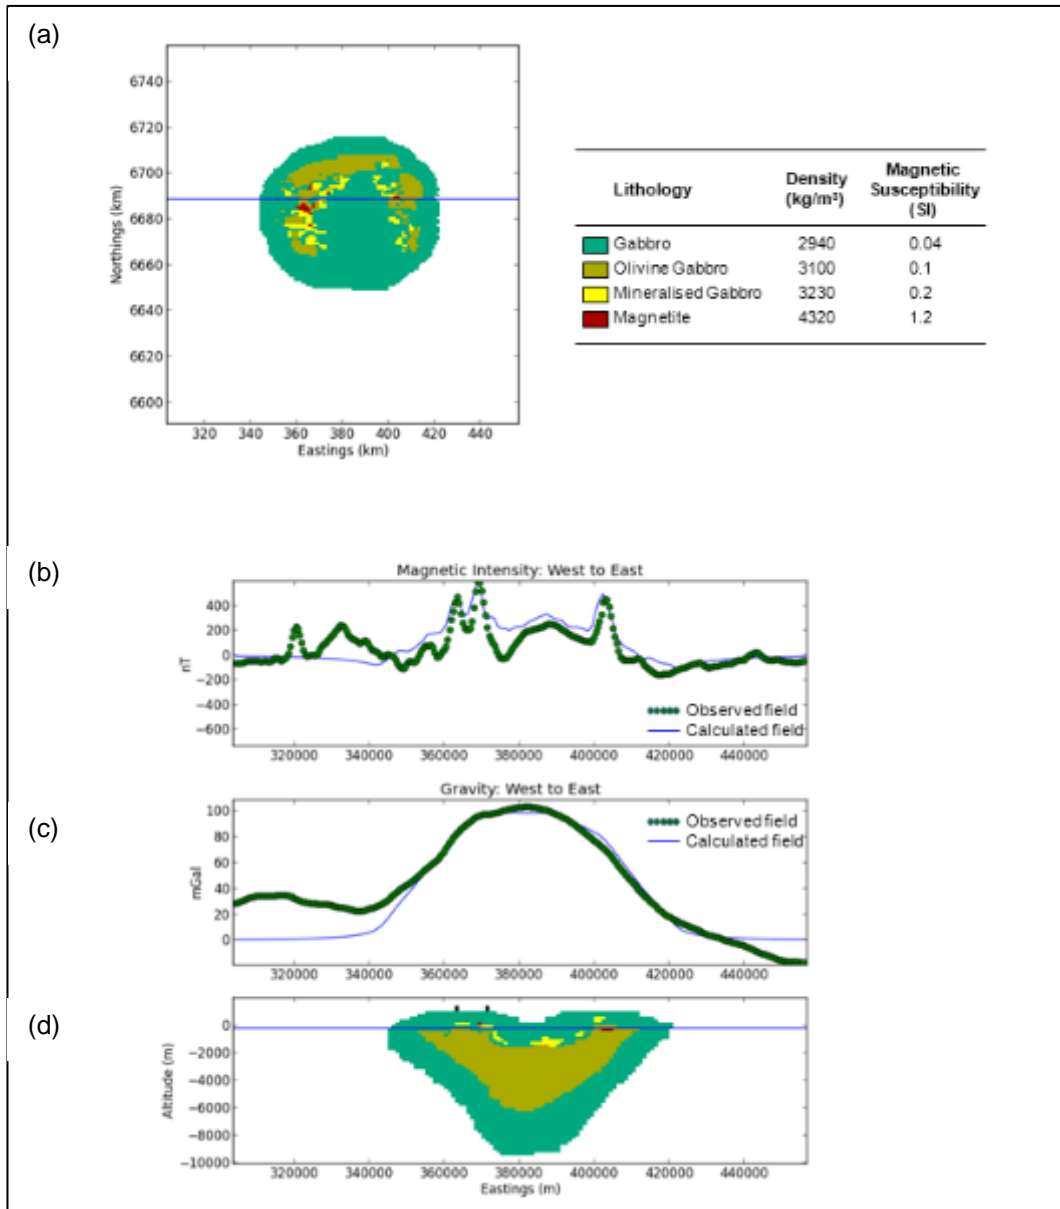 (a)
6740
6720
6700
6680
6660
6640
6620
6600
Northings (km)
320 340 360 380 400 420 440
Eastings (km)
Lithology Density (kg/m³) Magnetic Susceptibility (SI)
Gabbro 2940 0.04
Olivine Gabbro 3100 0.1
Mineralised Gabbro 3230 0.2
Magnetite 4320 1.2
(b)
Magnetic Intensity: West to East
400
200
0
−200
−400
−600
nT
Observed field
Calculated field
320000 340000 360000 380000 400000 420000 440000
Gravity: West to East
(c)
100
80
60
40
20
0
mGal
Observed field
Calculated field
320000 340000 360000 380000 400000 420000 440000
(d)
0
−2000
−4000
−6000
−8000
−10000
Altitude (m)
320000 340000 360000 380000 400000 420000 440000
Eastings (m)